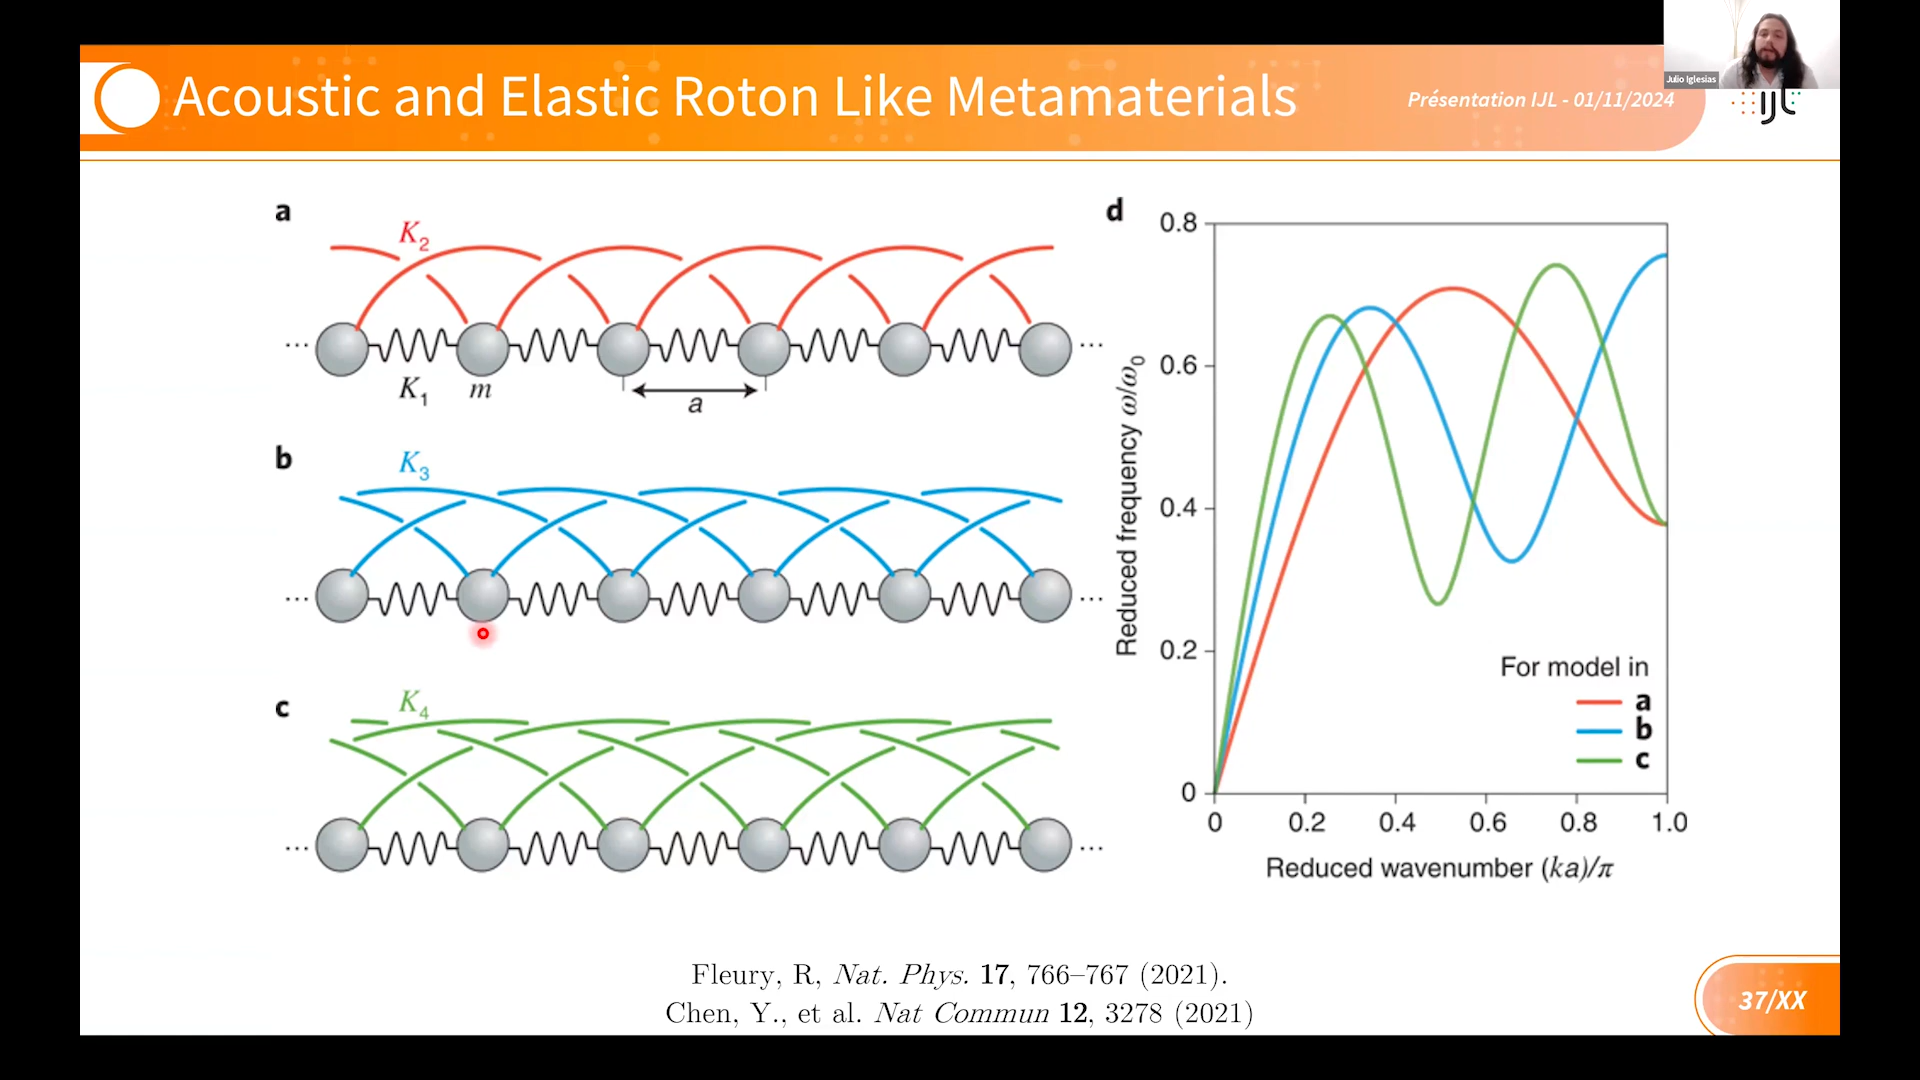 Julio Iglesias
Acoustic and Elastic Roton Like Metamaterials
Présentation IJL - 01/11/2024
ijL
a
K2
K1
m
a
b
K3
c
K4
d
Reduced frequency ω/ω0
0.8
0.6
0.4
0.2
0
0 0.2 0.4 0.6 0.8 1.0
Reduced wavenumber (ka)/π
For model in
a
b
c
Fleury, R, Nat. Phys. 17, 766–767 (2021).
Chen, Y., et al. Nat Commun 12, 3278 (2021)
37/XX